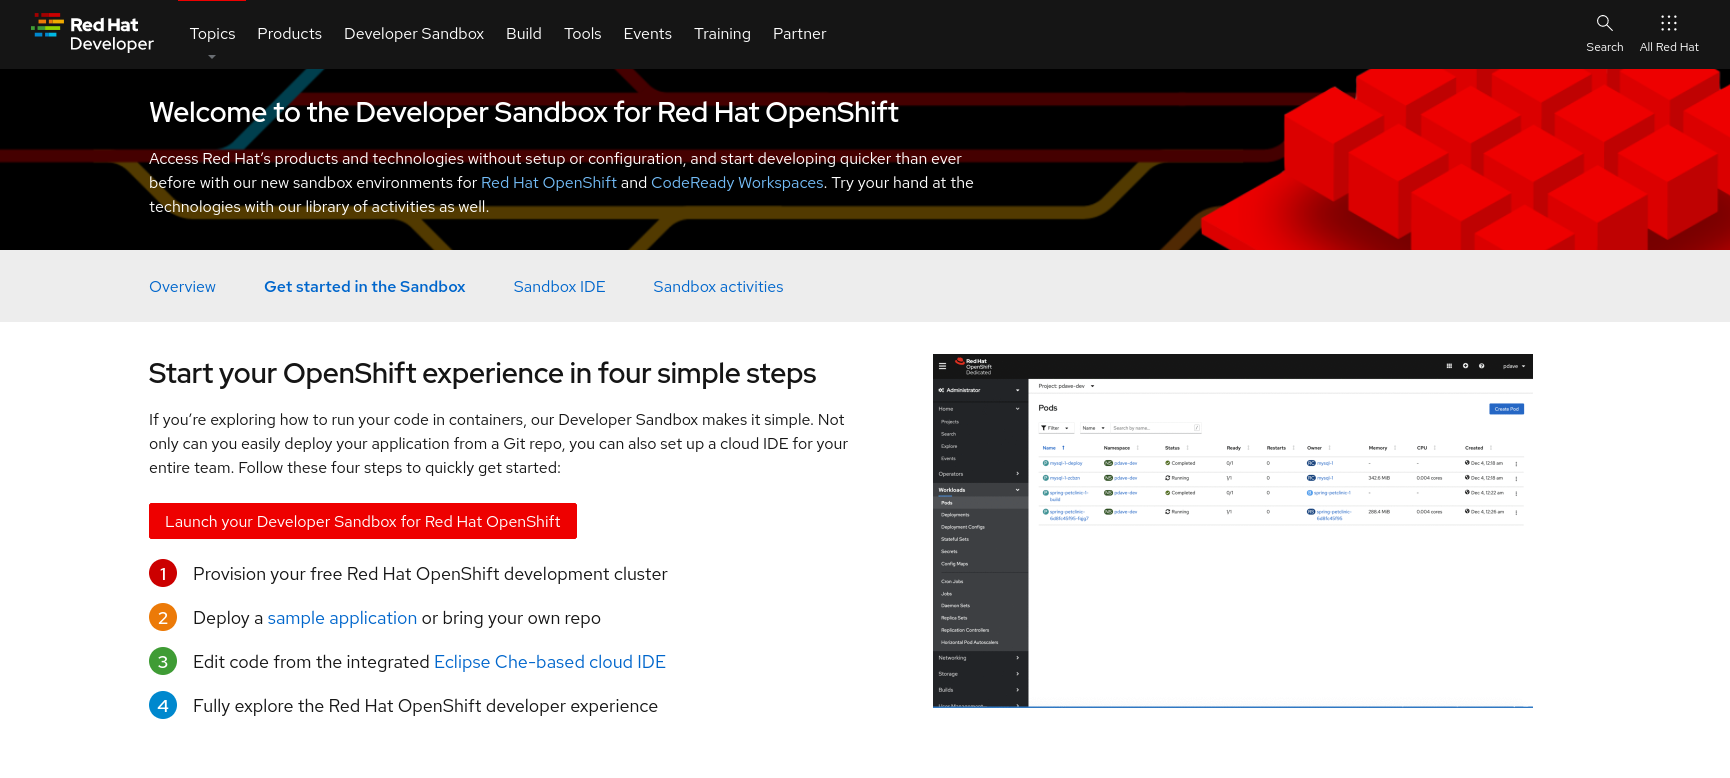 Red Hat
Developer
Topics
Products
Developer Sandbox
Build
Tools
Events
Training
Partner
Search
All Red Hat
Welcome to the Developer Sandbox for Red Hat OpenShift
Access Red Hat's products and technologies without setup or configuration, and start developing quicker than ever
before with our new sandbox environments for Red Hat OpenShift and CodeReady Workspaces. Try your hand at the
technologies with our library of activities as well.
Overview
Get started in the Sandbox
Sandbox IDE
Sandbox activities
Start your OpenShift experience in four simple steps
If you're exploring how to run your code in containers, our Developer Sandbox makes it simple. Not
only can you easily deploy your application from a Git repo, you can also set up a cloud IDE for your
entire team. Follow these four steps to quickly get started:
Launch your Developer Sandbox for Red Hat OpenShift
1 Provision your free Red Hat OpenShift development cluster
2 Deploy a sample application or bring your own repo
3 Edit code from the integrated Eclipse Che-based cloud IDE
4 Fully explore the Red Hat OpenShift developer experience
Red Hat
OpenShift
Dedicated
pdave
Administrator
Home
Projects
Search
Explore
Events
Operators
Workloads
Pods
Deployments
Deployment Configs
Stateful Sets
Secrets
Config Maps
Cron Jobs
Jobs
Daemon Sets
Replica Sets
Replication Controllers
Horizontal Pod Autoscalers
Networking
Storage
Builds
Project: pdave-dev
Pods
Create Pod
Filter
Name
Search by name...
Name Namespace Status Ready Restarts Owner Memory CPU Created
mysql-1-deploy pdave-dev Completed 0/1 0 RC mysql-1 - - Dec 4, 12:18 am
pdave-dev Running 1/1 0 RC mysql-1 342.6 MiB 0.004 cores Dec 4, 12:18 am
spring-petclinic-1-
build
pdave-dev Completed 0/1 0 spring-petclinic-1 - - Dec 4, 12:22 am
spring-petclinic-
pdave-dev Running 1/1 0 spring-petclinic-
288.4 MiB 0.004 cores Dec 4, 12:26 am